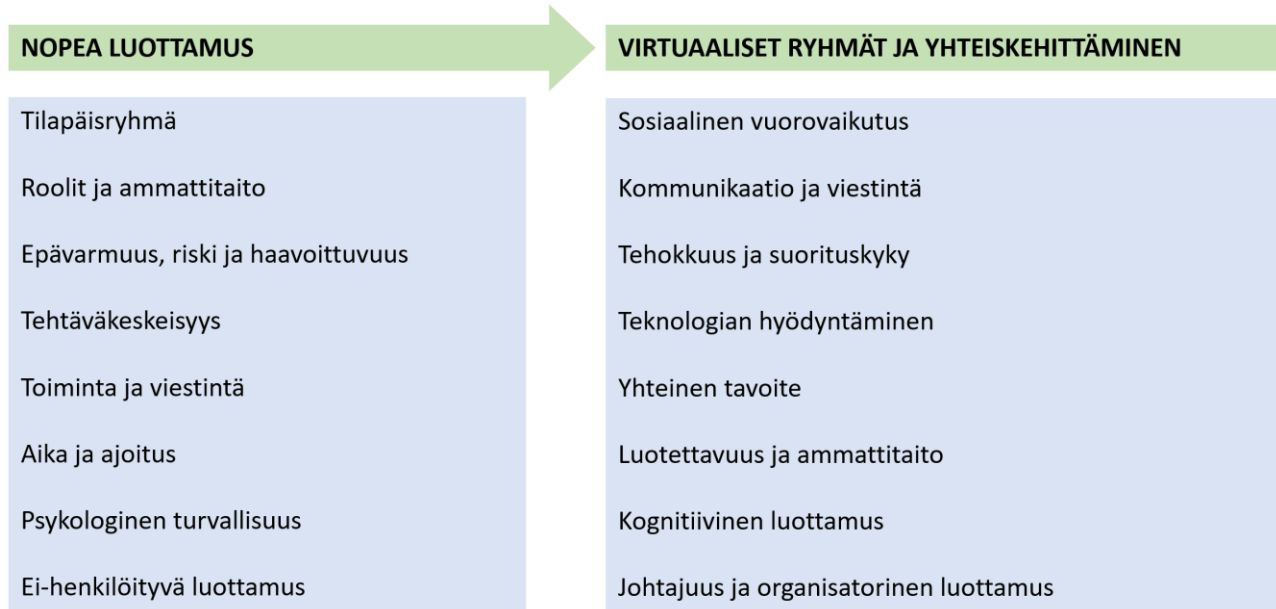 NOPEA LUOTTAMUS
Tilapäisryhmä
Roolit ja ammattitaito
Epävarmuus, riski ja haavoittuvuus
Tehtäväkeskeisyys
Toiminta ja viestintä
Aika ja ajoitus
Psykologinen turvallisuus
Ei-henkilöityvä luottamus
VIRTUAALISET RYHMÄT JA YHTEISKEHITTÄMINEN
Sosiaalinen vuorovaikutus
Kommunikaatio ja viestintä
Tehokkuus ja suorituskyky
Teknologian hyödyntäminen
Yhteinen tavoite
Luotettavuus ja ammattitaito
Kognitiivinen luottamus
Johtajuus ja organisatorinen luottamus